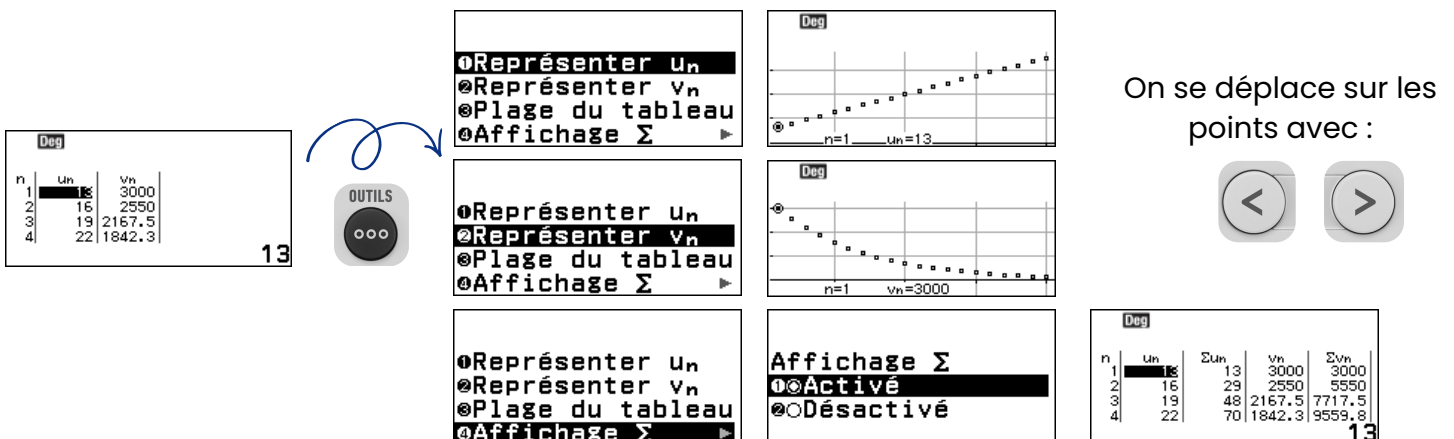 Deg
n uₙ vₙ
1 13 3000
2 16 2550
3 19 2167.5
4 22 1842.3
13
OUTILS
❶Représenter uₙ
❷Représenter vₙ
❸Plage du tableau
❹Affichage Σ ▶
Deg
n=1 uₙ=13
On se déplace sur les
points avec :
< >
❶Représenter uₙ
❷Représenter vₙ
❸Plage du tableau
❹Affichage Σ ▶
Deg
n=1 vₙ=3000
❶Représenter uₙ
❷Représenter vₙ
❸Plage du tableau
❹Affichage Σ ▶
Affichage Σ
❶◉Activé
❷○Désactivé
Deg
n uₙ Σuₙ vₙ Σvₙ
1 13 13 3000 3000
2 16 29 2550 5550
3 19 48 2167.5 7717.5
4 22 70 1842.3 9559.8
13